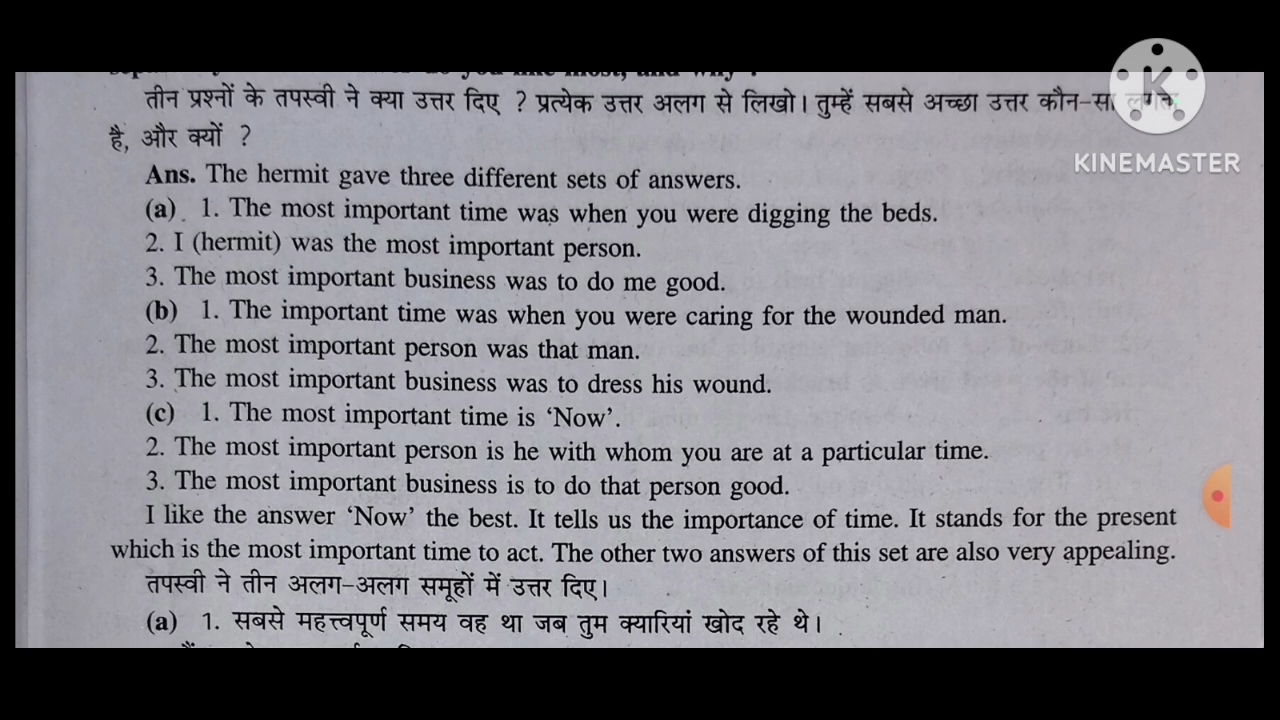 तीन प्रश्नों के तपस्वी ने क्या उत्तर दिए ? प्रत्येक उत्तर अलग से लिखो। तुम्हें सबसे अच्छा उत्तर कौन-सा लगता
है, और क्यों ?
KINEMASTER
Ans. The hermit gave three different sets of answers.
(a) 1. The most important time was when you were digging the beds.
2. I (hermit) was the most important person.
3. The most important business was to do me good.
(b) 1. The important time was when you were caring for the wounded man.
2. The most important person was that man.
3. The most important business was to dress his wound.
(c) 1. The most important time is ‘Now’.
2. The most important person is he with whom you are at a particular time.
3. The most important business is to do that person good.
I like the answer ‘Now’ the best. It tells us the importance of time. It stands for the present
which is the most important time to act. The other two answers of this set are also very appealing.
तपस्वी ने तीन अलग-अलग समूहों में उत्तर दिए।
(a) 1. सबसे महत्त्वपूर्ण समय वह था जब तुम क्यारियां खोद रहे थे।